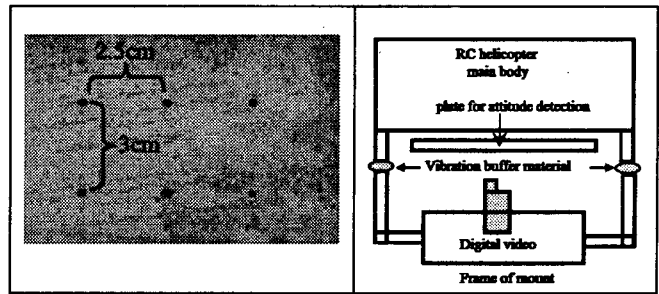 2.5cm
3cm
RC helicopter
main body
plate for attitude detection
Vibration buffer material
Digital video
Frame of mount